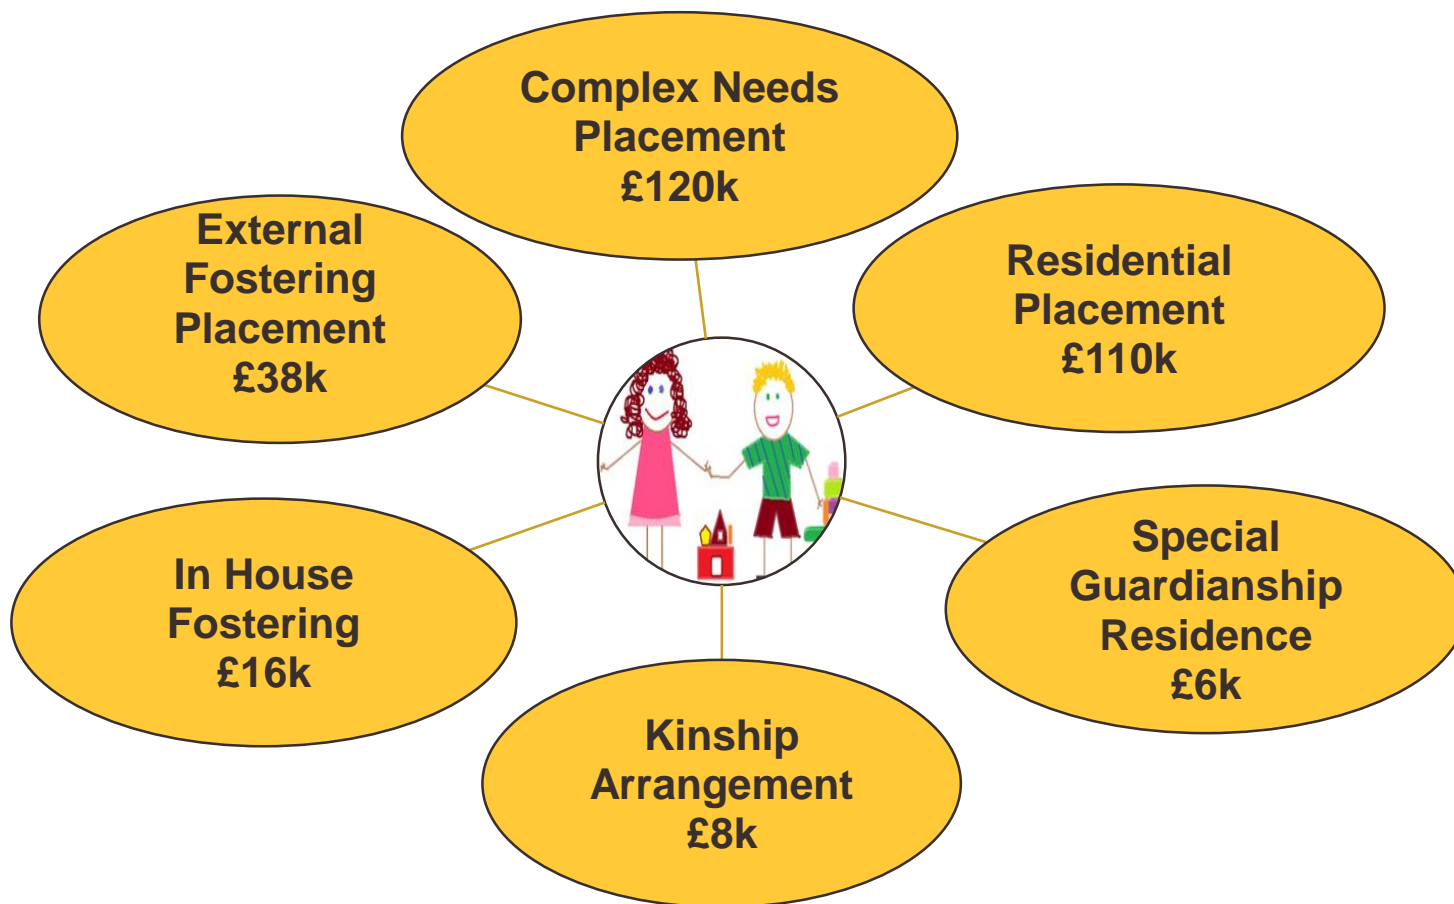 Complex Needs
Placement
£120k
External
Fostering
Placement
£38k
Residential
Placement
£110k
In House
Fostering
£16k
Special
Guardianship
Residence
£6k
Kinship
Arrangement
£8k